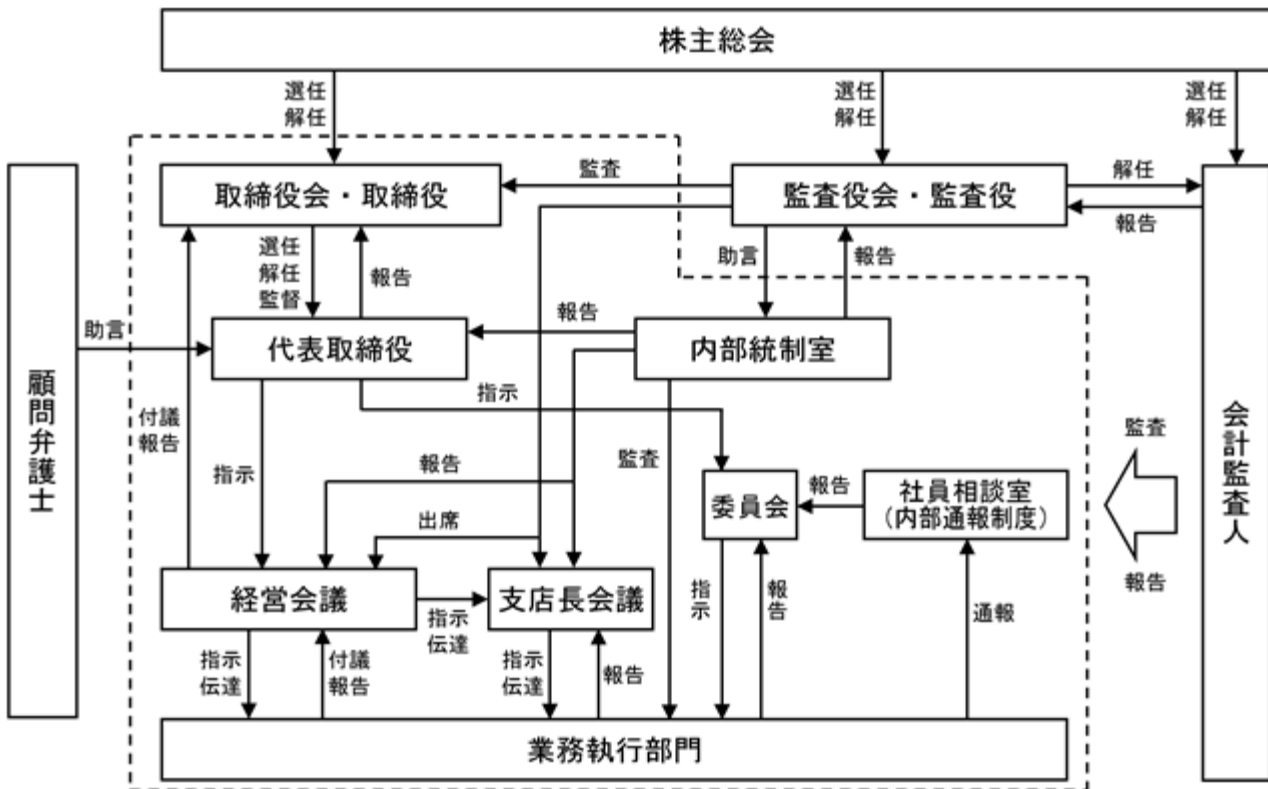 株主総会
選任
解任
選任
解任
選任
解任
取締役会・取締役
監査
監査役会・監査役
解任
報告
選任
解任
監督
報告
助言
報告
助言
代表取締役
報告
内部統制室
顧問弁護士
会計監査人
付議
報告
指示
指示
報告
監査
出席
委員会
報告
社員相談室
（内部通報制度）
監査
報告
経営会議
指示
伝達
支店長会議
指示
報告
通報
指示
伝達
付議
報告
指示
伝達
報告
業務執行部門